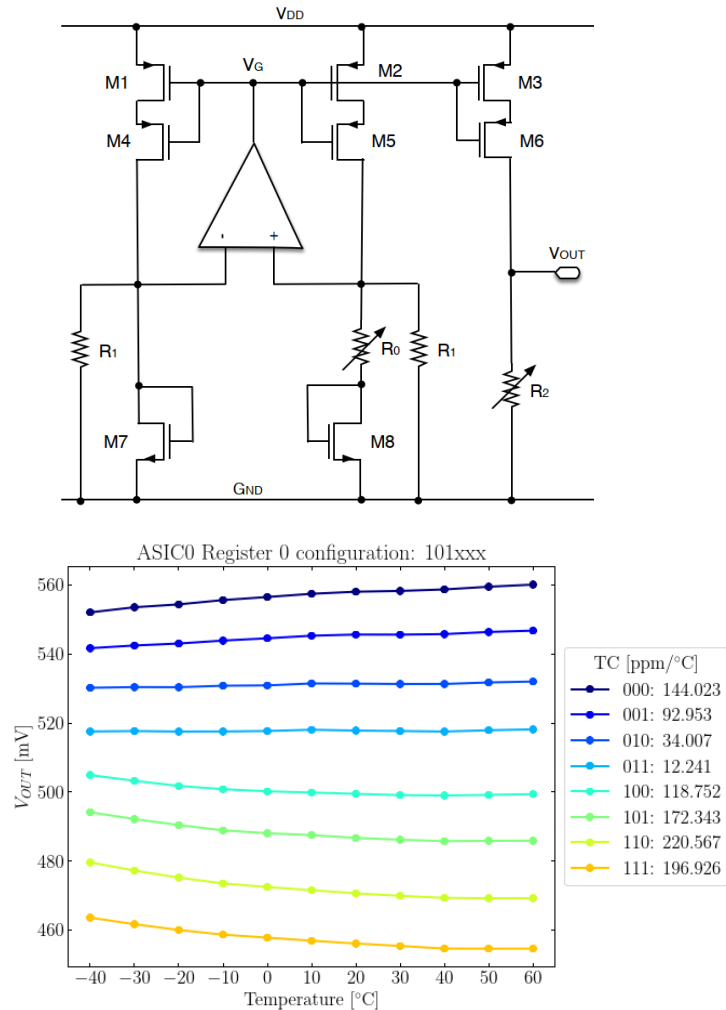 VDD
VG
M1
M2
M3
M4
M5
M6
- +
VOUT
R1
R0
R1
R2
M7
M8
GND
ASIC0 Register 0 configuration: 101xxx
560
540
520
500
480
460
VOUT [mV]
−40 −30 −20 −10 0 10 20 30 40 50 60
Temperature [°C]
TC [ppm/°C]
000: 144.023
001: 92.953
010: 34.007
011: 12.241
100: 118.752
101: 172.343
110: 220.567
111: 196.926